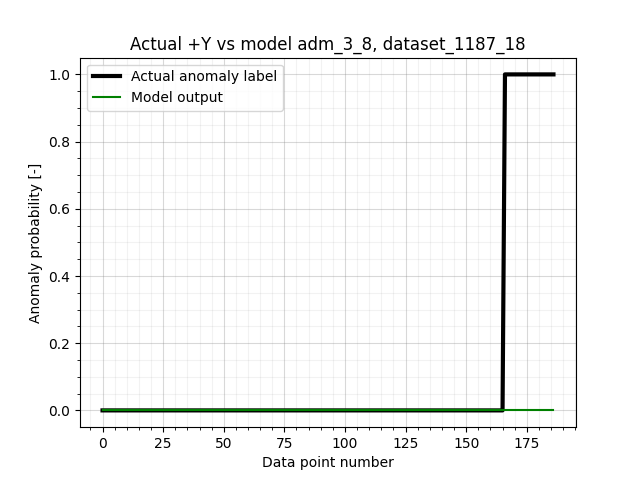 Actual +Y vs model adm_3_8, dataset_1187_18
Actual anomaly label
Model output
1.0
0.8
0.6
0.4
0.2
0.0
Anomaly probability [-]
0 25 50 75 100 125 150 175
Data point number